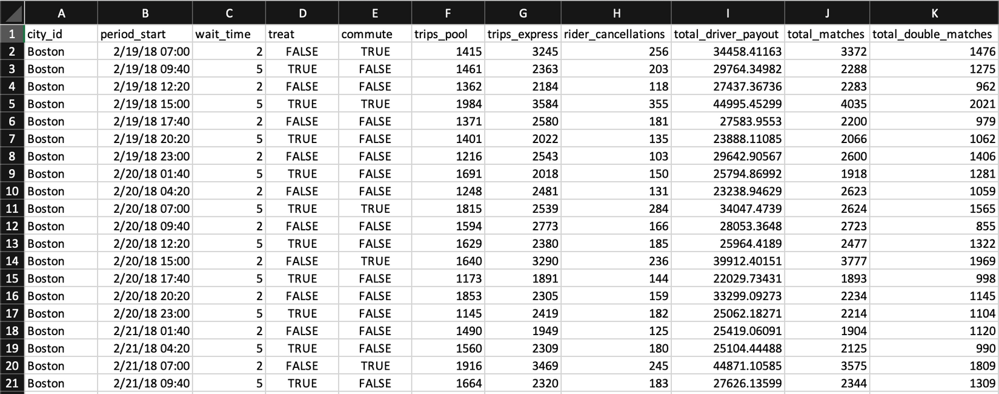 A B C D E F G H I J K
1 city_id period_start wait_time treat commute trips_pool trips_express rider_cancellations total_driver_payout total_matches total_double_matches
2 Boston 2/19/18 07:00 2 FALSE TRUE 1415 3245 256 34458.41163 3372 1476
3 Boston 2/19/18 09:40 5 TRUE FALSE 1461 2363 203 29764.34982 2288 1275
4 Boston 2/19/18 12:20 2 FALSE FALSE 1362 2184 118 27437.36736 2283 962
5 Boston 2/19/18 15:00 5 TRUE TRUE 1984 3584 355 44995.45299 4035 2021
6 Boston 2/19/18 17:40 2 FALSE FALSE 1371 2580 181 27583.9553 2200 979
7 Boston 2/19/18 20:20 5 TRUE FALSE 1401 2022 135 23888.11085 2066 1062
8 Boston 2/19/18 23:00 2 FALSE FALSE 1216 2543 103 29642.90567 2600 1406
9 Boston 2/20/18 01:40 5 TRUE FALSE 1691 2018 150 25794.86992 1918 1281
10 Boston 2/20/18 04:20 2 FALSE FALSE 1248 2481 131 23238.94629 2623 1059
11 Boston 2/20/18 07:00 5 TRUE TRUE 1815 2539 284 34047.4739 2624 1565
12 Boston 2/20/18 09:40 2 FALSE FALSE 1594 2773 166 28053.3648 2723 855
13 Boston 2/20/18 12:20 5 TRUE FALSE 1629 2380 185 25964.4189 2477 1322
14 Boston 2/20/18 15:00 2 FALSE TRUE 1640 3290 236 39912.40151 3777 1969
15 Boston 2/20/18 17:40 5 TRUE FALSE 1173 1891 144 22029.73431 1893 998
16 Boston 2/20/18 20:20 2 FALSE FALSE 1853 2305 159 33299.09273 2234 1145
17 Boston 2/20/18 23:00 5 TRUE FALSE 1145 2419 182 25062.18271 2214 1104
18 Boston 2/21/18 01:40 2 FALSE FALSE 1490 1949 125 25419.06091 1904 1120
19 Boston 2/21/18 04:20 5 TRUE FALSE 1560 2309 180 25104.44488 2125 990
20 Boston 2/21/18 07:00 2 FALSE TRUE 1916 3469 245 44871.10585 3575 1809
21 Boston 2/21/18 09:40 5 TRUE FALSE 1664 2320 183 27626.13599 2344 1309